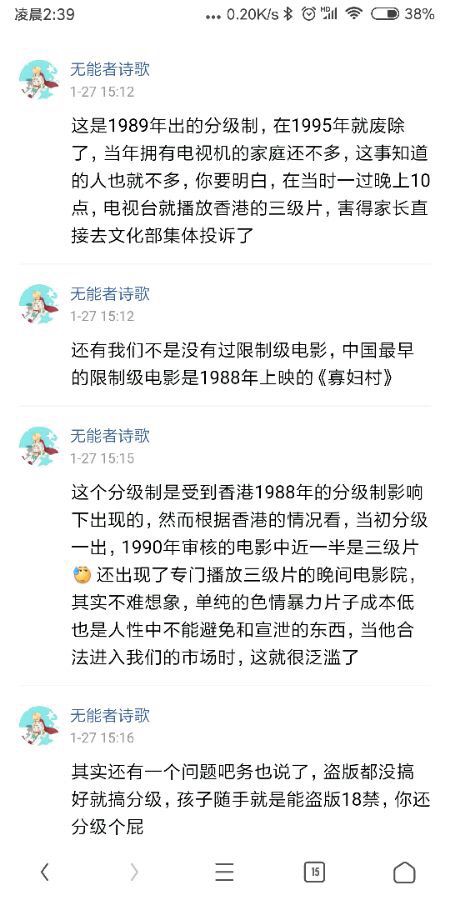 凌晨2:39
... 0.20K/s HD 38%
无能者诗歌
1-27 15:12
这是1989年出的分级制，在1995年就废除
了，当年拥有电视机的家庭还不多，这事知道
的人也就不多，你要明白，在当时一过晚上10
点，电视台就播放香港的三级片，害得家长直
接去文化部集体投诉了
无能者诗歌
1-27 15:12
还有我们不是没有过限制级电影，中国最早
的限制级电影是1988年上映的《寡妇村》
无能者诗歌
1-27 15:15
这个分级制是受到香港1988年的分级制影响
下出现的，然而根据香港的情况看，当初分级
一出，1990年审核的电影中近一半是三级片
还出现了专门播放三级片的晚间电影院，
其实不难想象，单纯的色情暴力片子成本低
也是人性中不能避免和宣泄的东西，当他合
法进入我们的市场时，这就很泛滥了
无能者诗歌
1-27 15:16
其实还有一个问题吧务也说了，盗版都没搞
好就搞分级，孩子随手就是能盗版18禁，你还
分级个屁
15